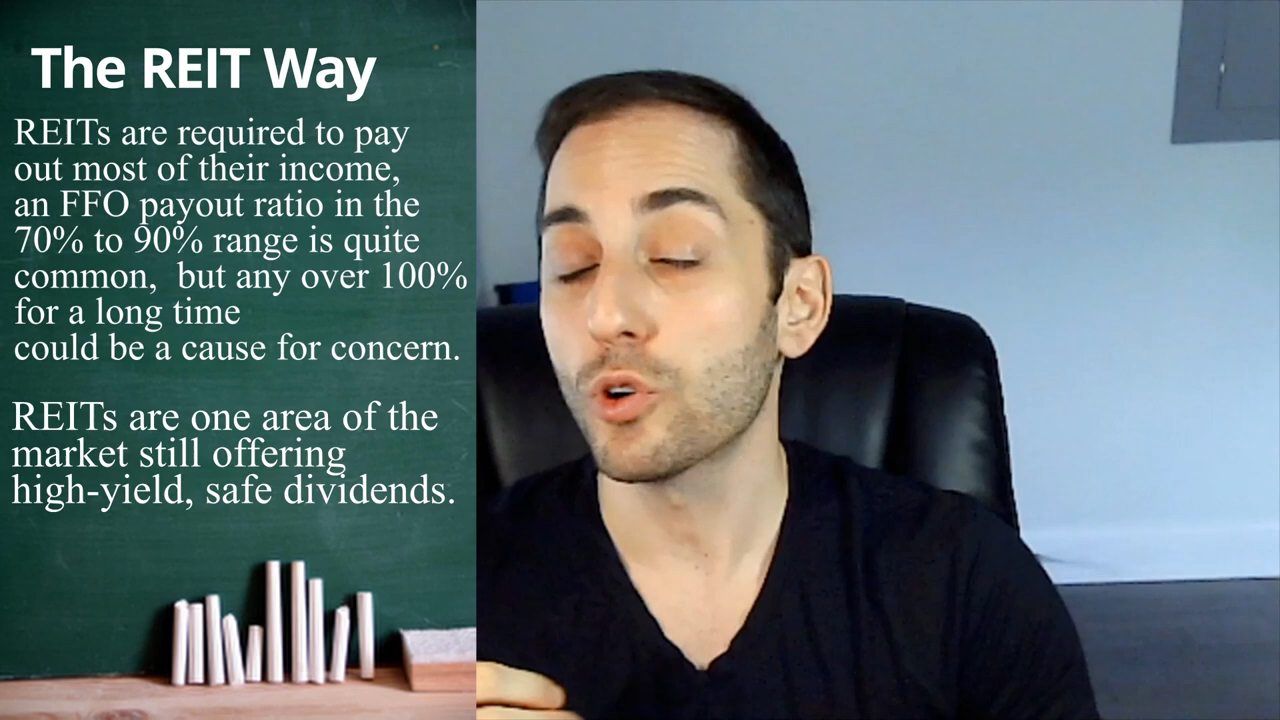 The REIT Way
REITs are required to pay
out most of their income,
an FFO payout ratio in the
70% to 90% range is quite
common,  but any over 100%
for a long time
could be a cause for concern.
REITs are one area of the
market still offering
high-yield, safe dividends.